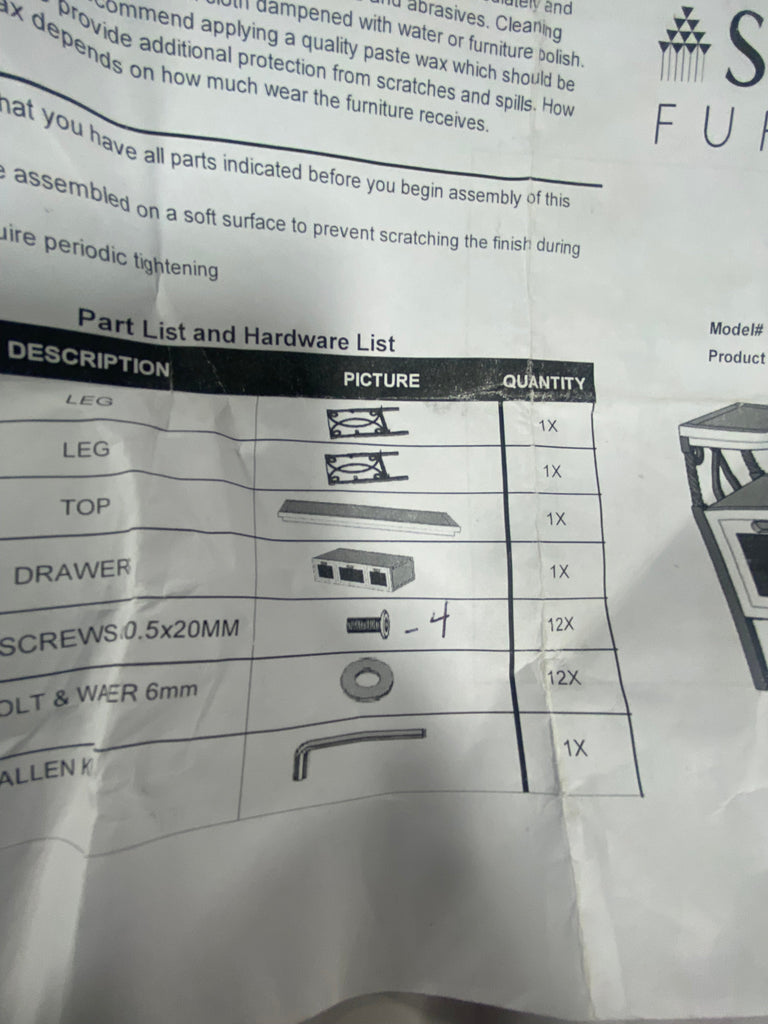 and abrasives. Cleaning
dampened with water or furniture polish.
commend applying a quality paste wax which should be
provide additional protection from scratches and spills. How
ax depends on how much wear the furniture receives.
hat you have all parts indicated before you begin assembly of this
e assembled on a soft surface to prevent scratching the finish during
uire periodic tightening
S
F U
Part List and Hardware List
DESCRIPTION PICTURE QUANTITY
LEG 1X
LEG 1X
TOP 1X
DRAWER 1X
SCREWS 0.5x20MM - 4 12X
OLT & WAER 6mm 12X
ALLEN K 1X
Model#
Product